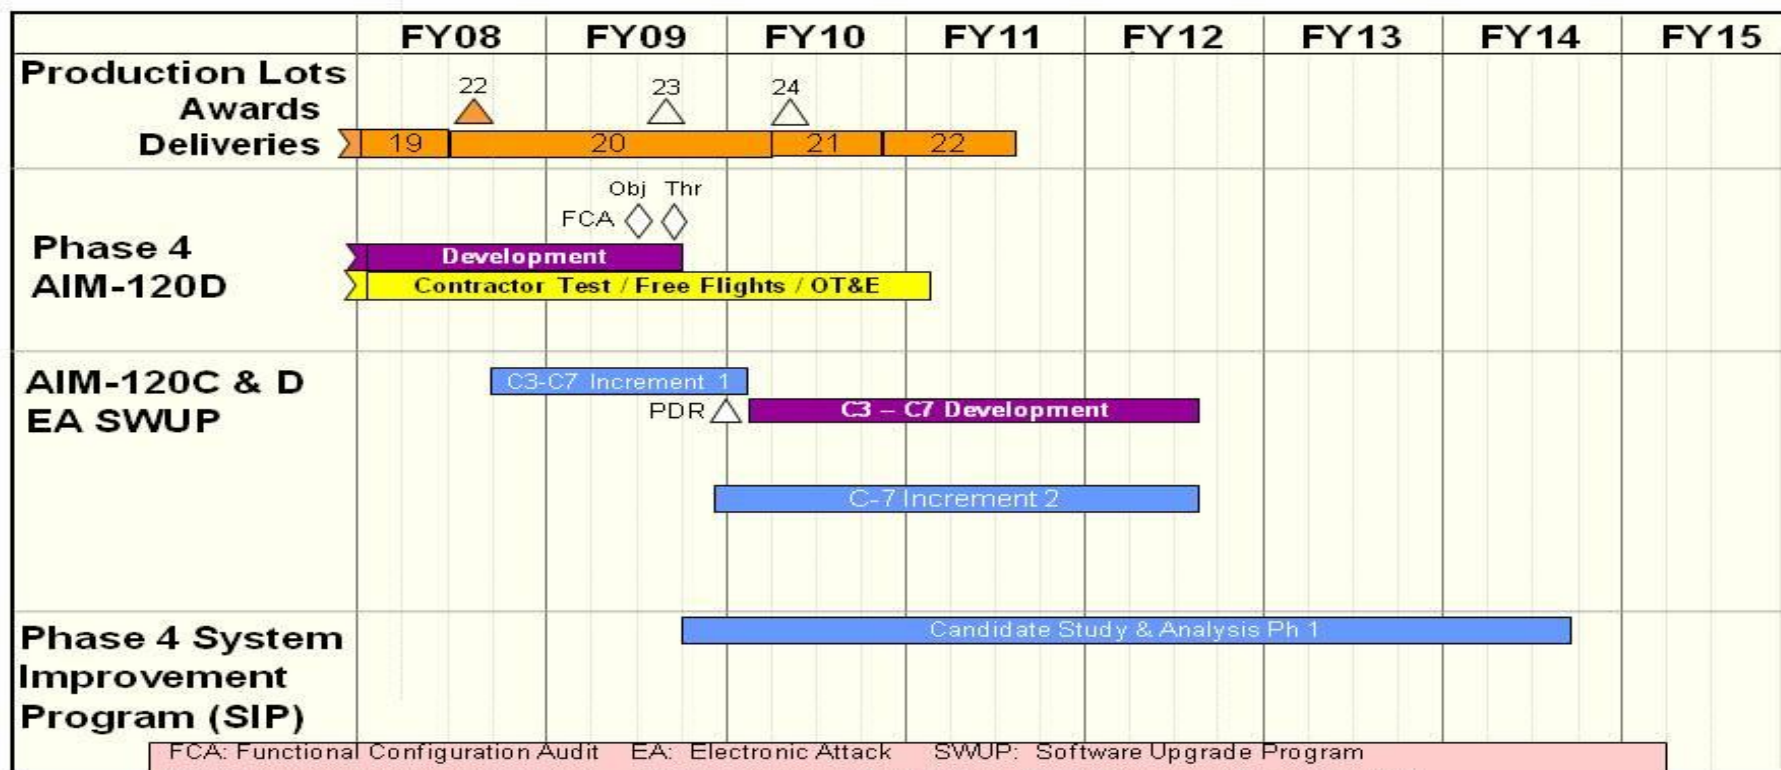 FY08 FY09 FY10 FY11 FY12 FY13 FY14 FY15
Production Lots
Awards
22 23 24
Deliveries
19 20 21 22
Obj Thr
FCA
Phase 4
AIM-120D
Development
Contractor Test / Free Flights / OT&E
AIM-120C & D
EA SWUP
C3-C7 Increment 1
PDR
C3 – C7 Development
C-7 Increment 2
Phase 4 System
Improvement
Program (SIP)
Candidate Study & Analysis Ph 1
FCA: Functional Configuration Audit EA: Electronic Attack SWUP: Software Upgrade Program